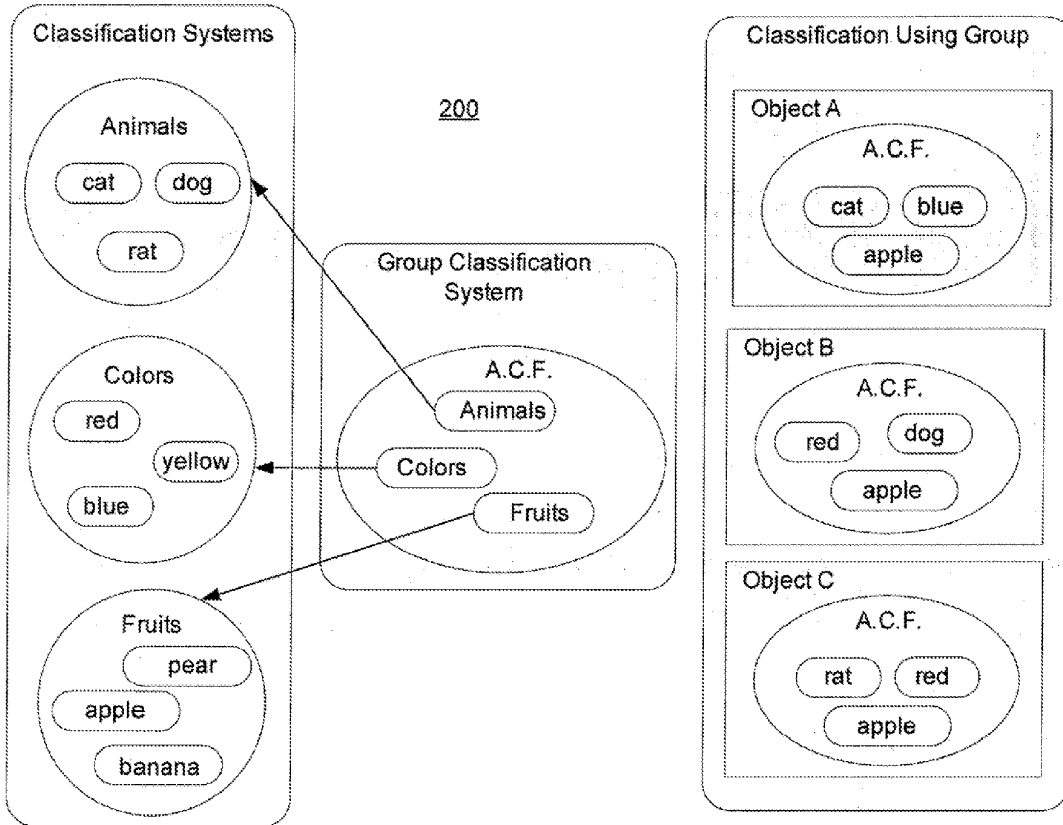 Classification Systems
Animals
cat
dog
rat
Colors
red
yellow
blue
Fruits
pear
apple
banana
200
Group Classification
System
A.C.F.
Animals
Colors
Fruits
Classification Using Group
Object A
A.C.F.
cat
blue
apple
Object B
A.C.F.
red
dog
apple
Object C
A.C.F.
rat
red
apple